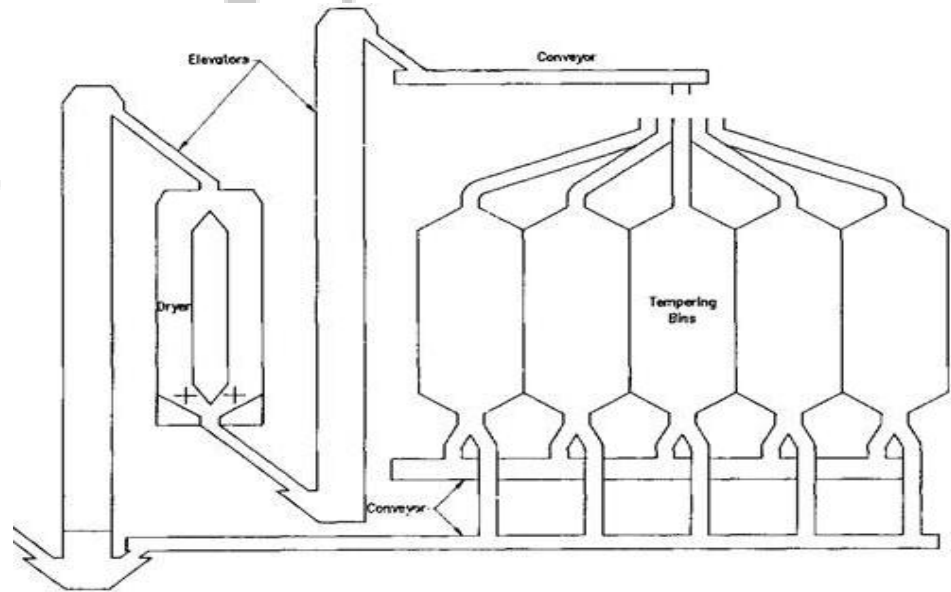 Elevators
Conveyor
Dryer
Tempering
Bins
Conveyor